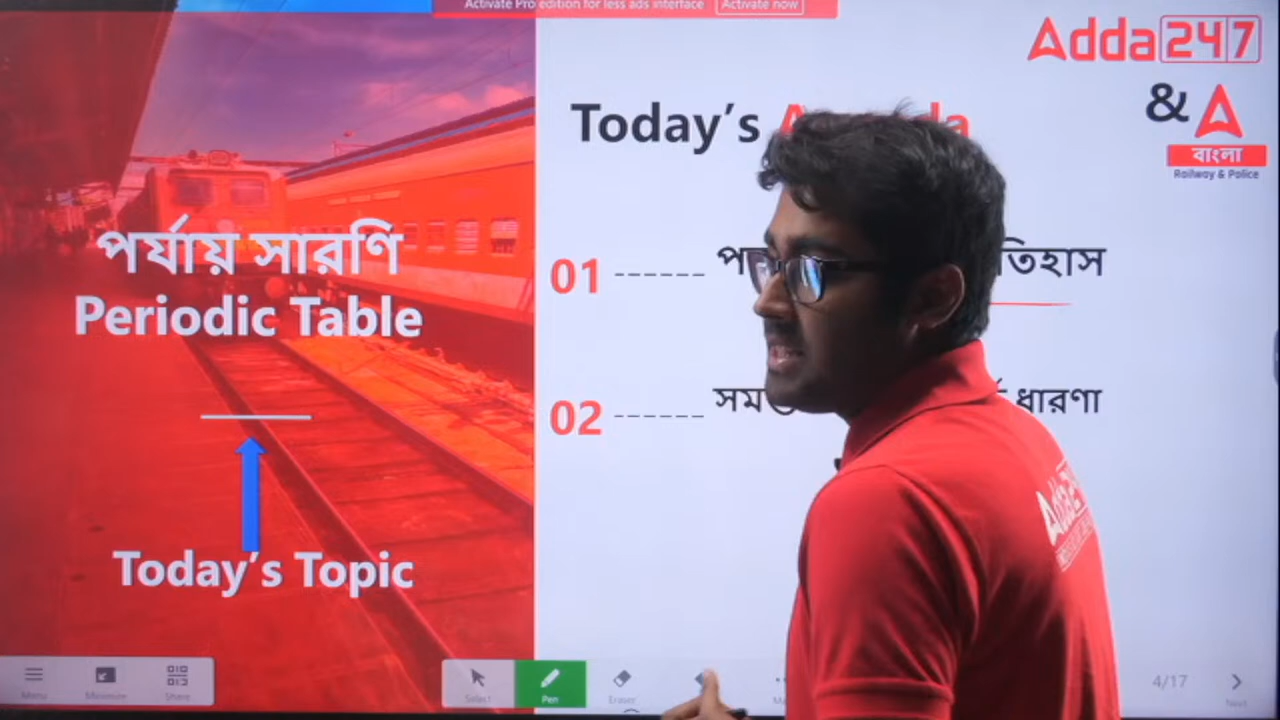 Activate Pro edition for less ads interface Activate now
Adda247
& 
বাংলা
Railway & Police
Today's
পর্যায় সারণি
Periodic Table
Today's Topic
01 ------
02 ------ ধারণা
Menu Minimize Share
Select Pen Eraser
4/17
Next
Adda